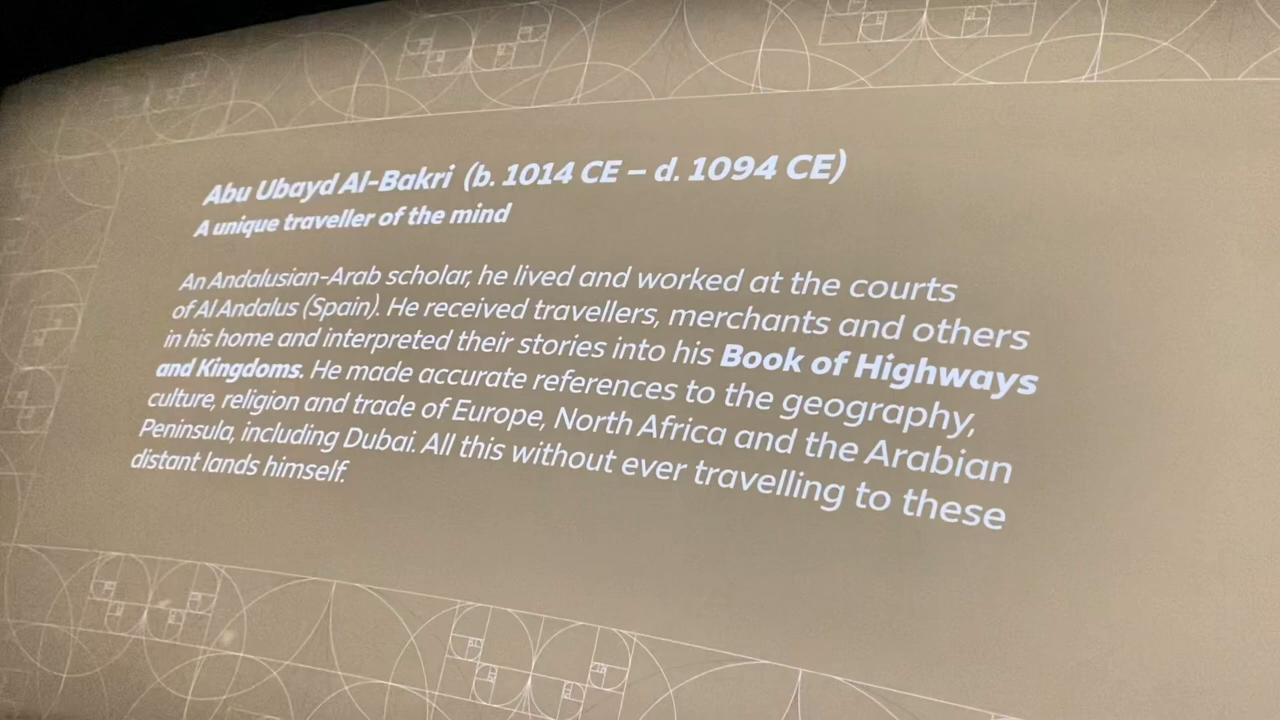 Abu Ubayd Al-Bakri (b. 1014 CE – d. 1094 CE)
A unique traveller of the mind
An Andalusian-Arab scholar, he lived and worked at the courts
of Al Andalus (Spain). He received travellers, merchants and others
in his home and interpreted their stories into his Book of Highways
and Kingdoms. He made accurate references to the geography,
culture, religion and trade of Europe, North Africa and the Arabian
Peninsula, including Dubai. All this without ever travelling to these
distant lands himself.